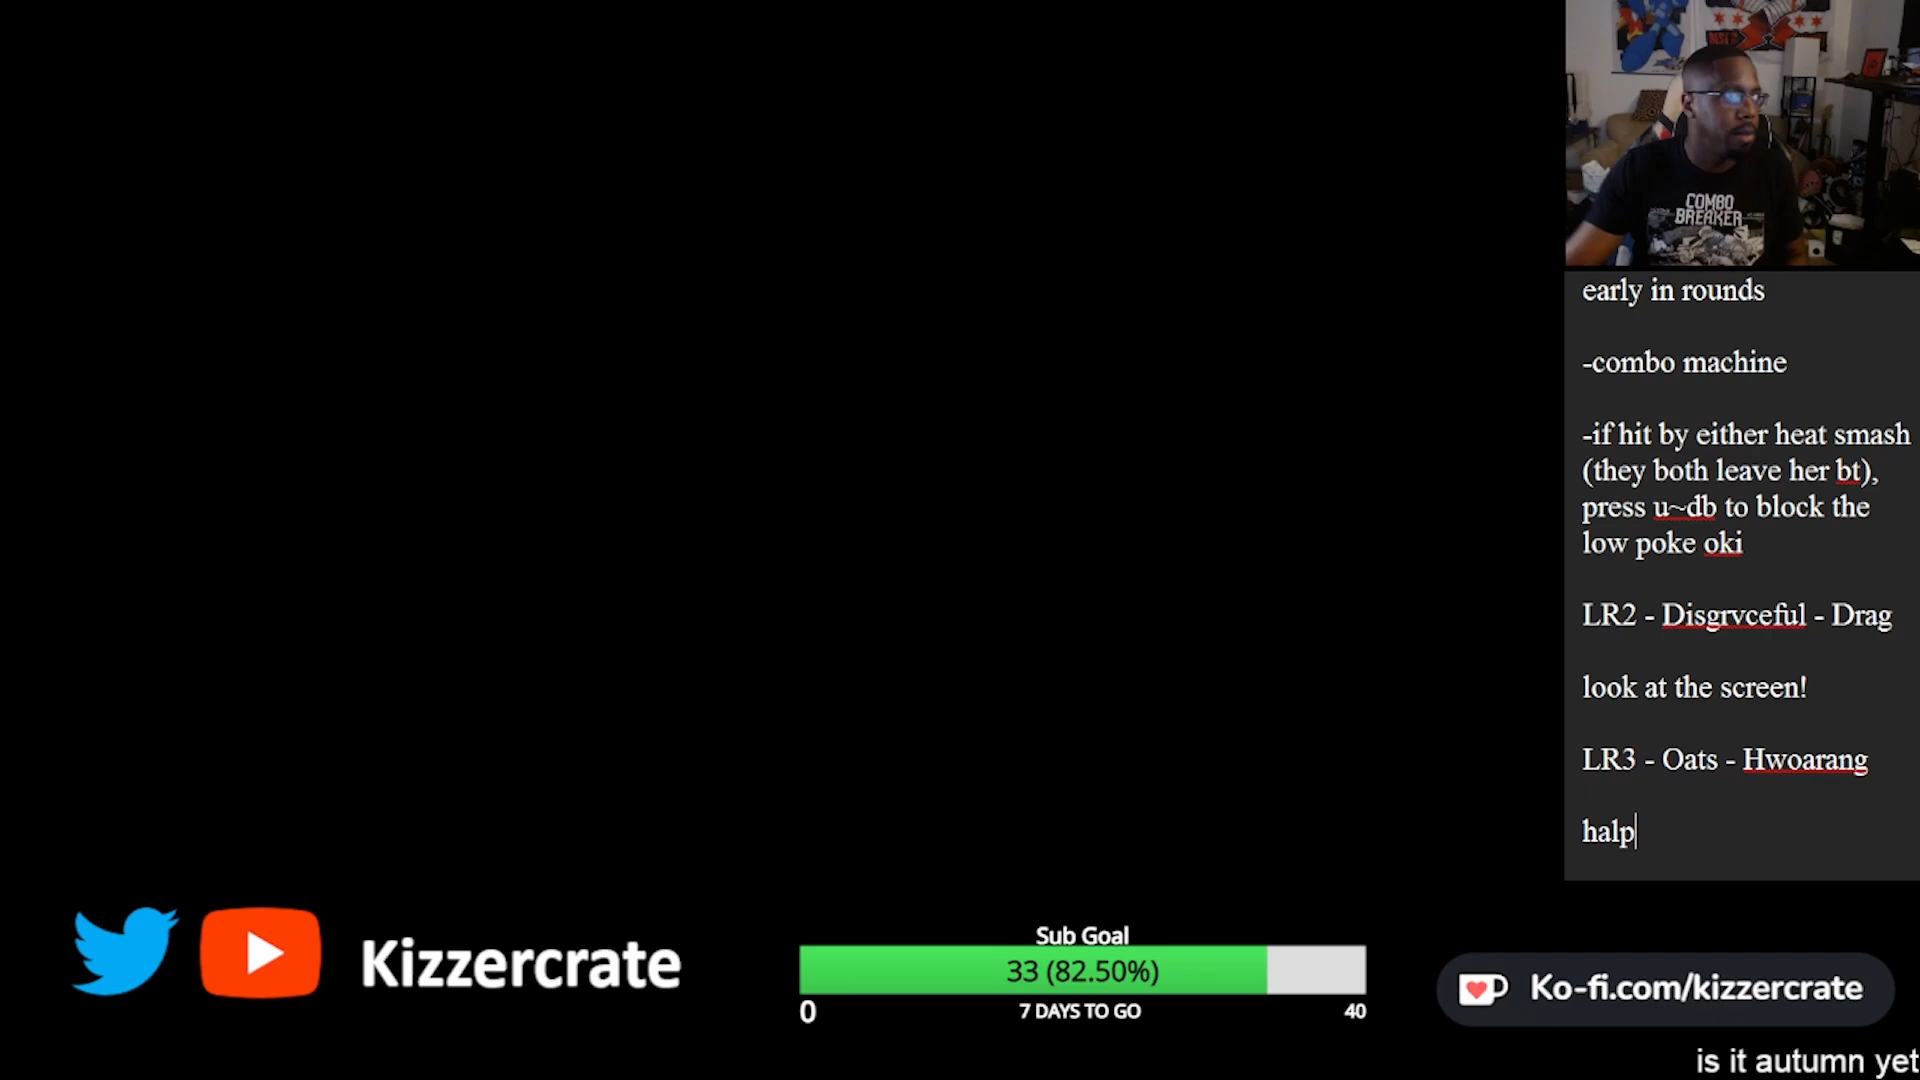 COMBO
BREAKER
early in rounds
-combo machine
-if hit by either heat smash
(they both leave her bt),
press u~db to block the
low poke oki
LR2 - Disgrvceful - Drag
look at the screen!
LR3 - Oats - Hwoarang
halp
Kizzercrate
Sub Goal
33 (82.50%)
0
7 DAYS TO GO
40
Ko-fi.com/kizzercrate
is it autumn yet